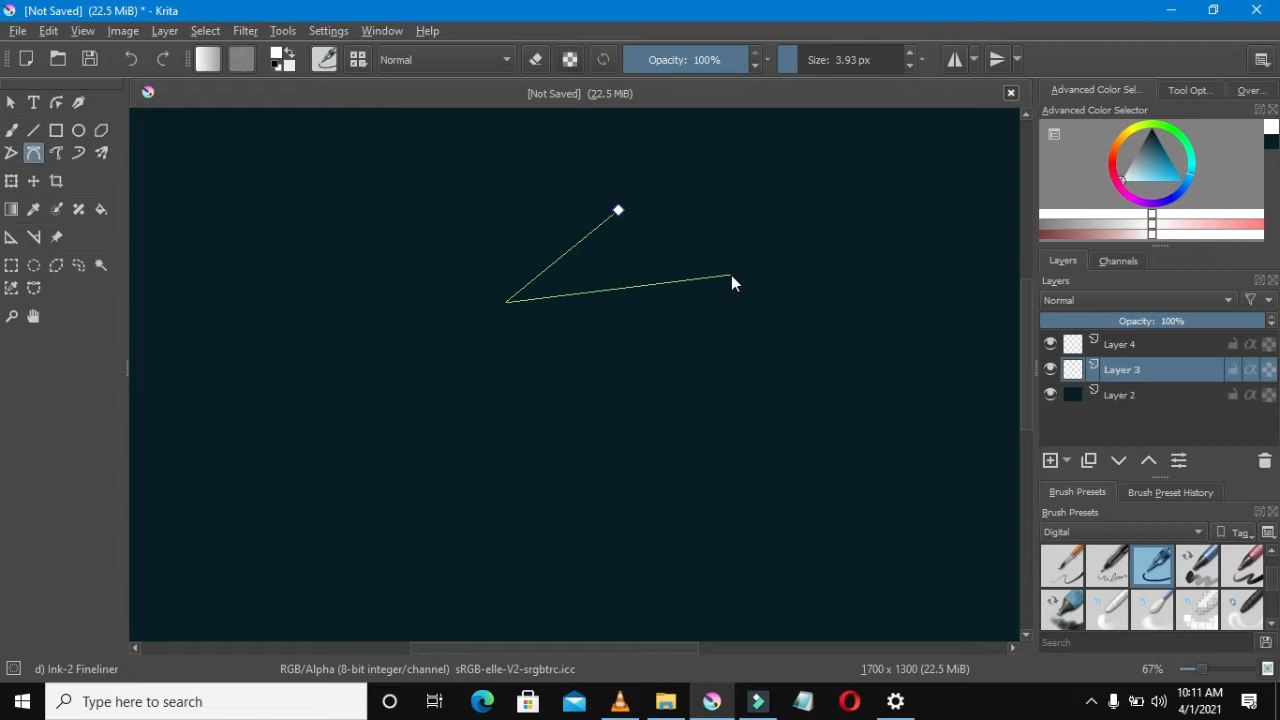 [Not Saved] (22.5 MiB) * - Krita
File Edit View Image Layer Select Filter Tools Settings Window Help
Normal Opacity: 100% Size: 3.93 px
[Not Saved] (22.5 MiB)
Advanced Color Sel... Tool Opt... Over...
Advanced Color Selector
Layers Channels
Layers
Normal
Opacity: 100%
Layer 4
Layer 3
Layer 2
Brush Presets Brush Preset History
Brush Presets
Digital Tag
Search
d) Ink-2 Fineliner RGB/Alpha (8-bit integer/channel) sRGB-elle-V2-srgbtrc.icc 1700 x 1300 (22.5 MiB) 67%
Type here to search
10:11 AM
4/1/2021